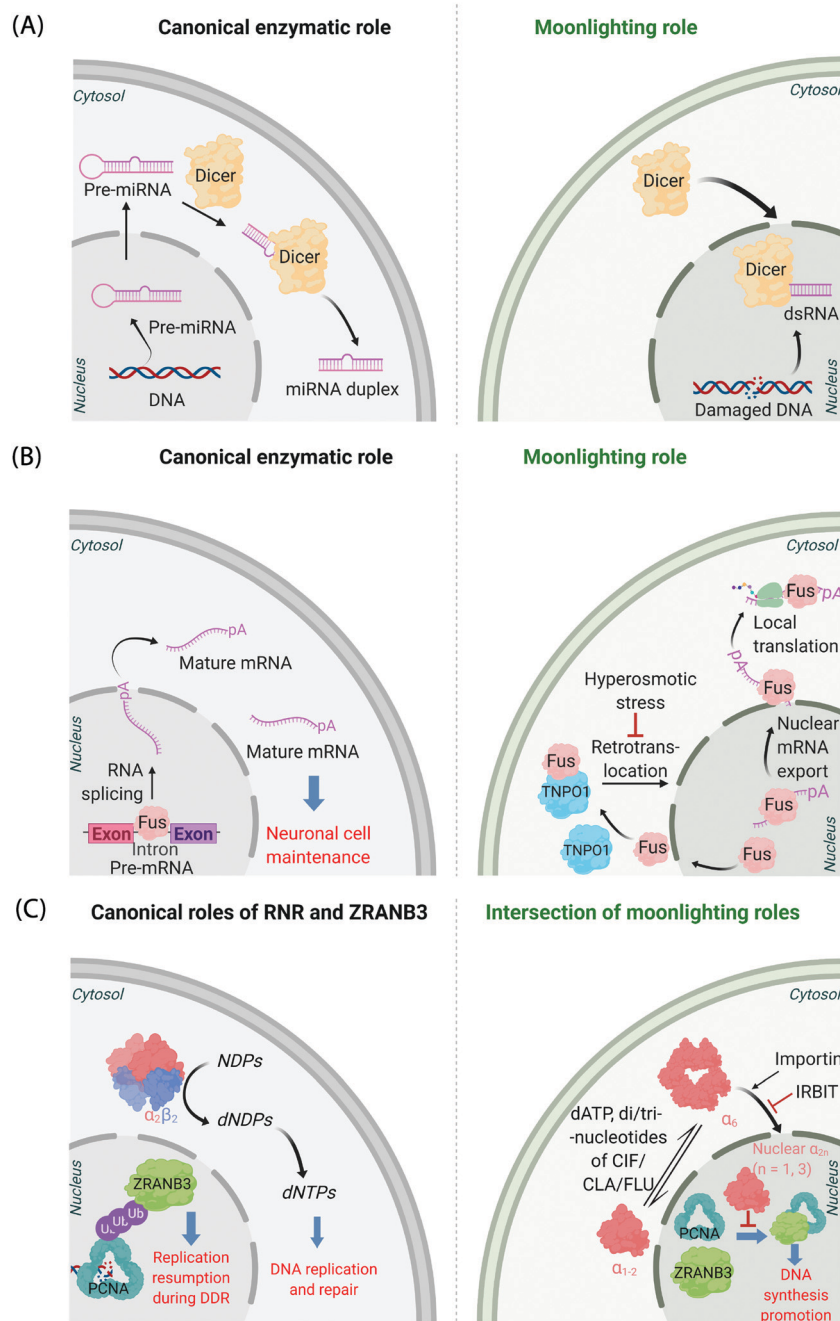 (A)
Canonical enzymatic role
Moonlighting role
Cytosol
Pre-miRNA
Dicer
Dicer
Pre-miRNA
DNA
miRNA duplex
Nucleus
Cytosol
Dicer
Dicer
dsRNA
Damaged DNA
Nucleus
(B)
Canonical enzymatic role
Moonlighting role
Cytosol
pA
Mature mRNA
pA
Nucleus
pA
Mature mRNA
RNA
splicing
Fus
Exon
Exon
Intron
Pre-mRNA
Neuronal cell
maintenance
Cytosol
Fus
pA
Local
translation
pA
Fus
Hyperosmotic
stress
Retrotrans-
location
Fus
TNPO1
TNPO1
Fus
Nuclear
mRNA
export
pA
Fus
Fus
Nucleus
(C)
Canonical roles of RNR and ZRANB3
Intersection of moonlighting roles
Cytosol
NDPs
α2β2
dNDPs
dNTPs
Nucleus
ZRANB3
Ub
Ub
Ub
PCNA
Replication
resumption
during DDR
DNA replication
and repair
Cytosol
Importin
IRBIT
α6
dATP, di/tri-
-nucleotides
of CIF/
CLA/FLU
α1-2
Nuclear α2n
(n = 1, 3)
PCNA
ZRANB3
DNA
synthesis
promotion
Nucleus